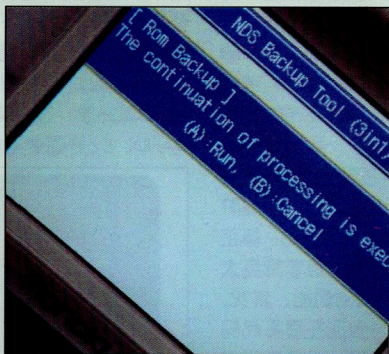 NDS Backup Tool (3in1
[ Rom Backup ]
The continuation of processing is exec
(A):Run, (B):Cancel